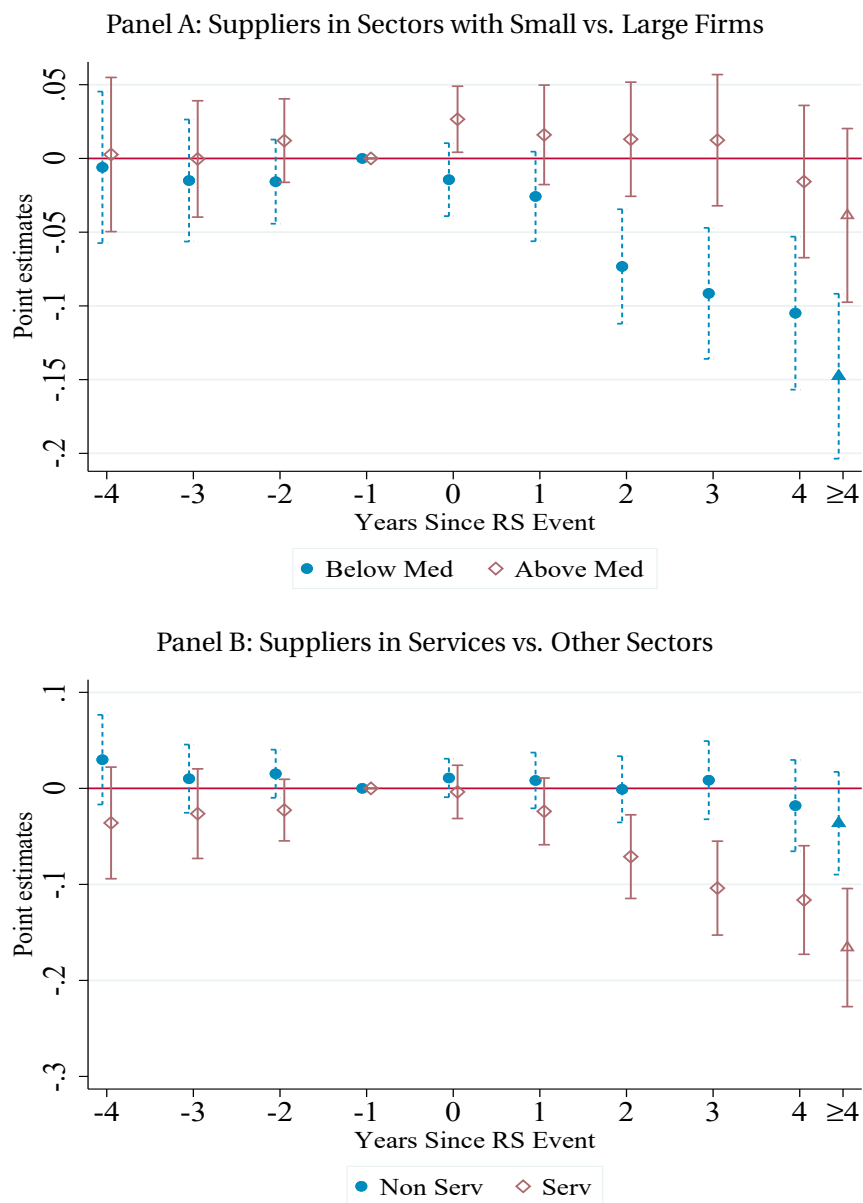 Panel A: Suppliers in Sectors with Small vs. Large Firms
Point estimates
.05
0
-.05
-.1
-.15
-.2
-4 -3 -2 -1 0 1 2 3 4 ≥4
Years Since RS Event
Below Med Above Med
Panel B: Suppliers in Services vs. Other Sectors
Point estimates
.1
0
-.1
-.2
-.3
-4 -3 -2 -1 0 1 2 3 4 ≥4
Years Since RS Event
Non Serv Serv